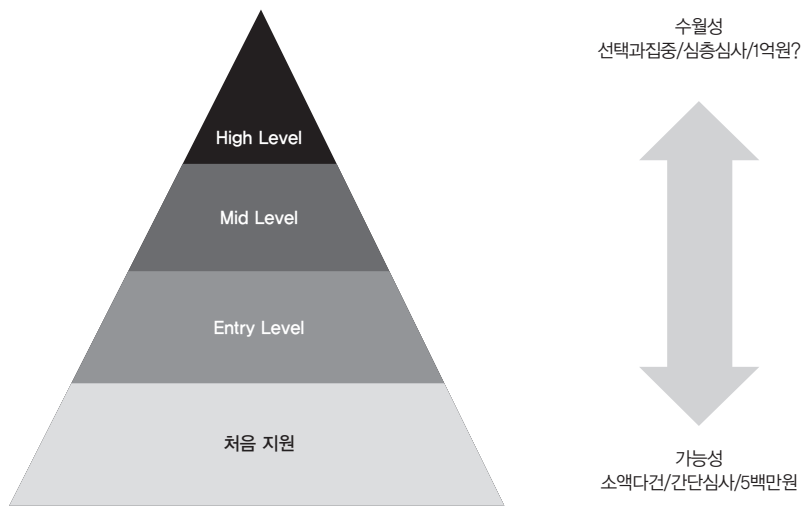 수월성
선택과집중/심층심사/1억원?
High Level
Mid Level
Entry Level
처음 지원
가능성
소액다건/간단심사/5백만원